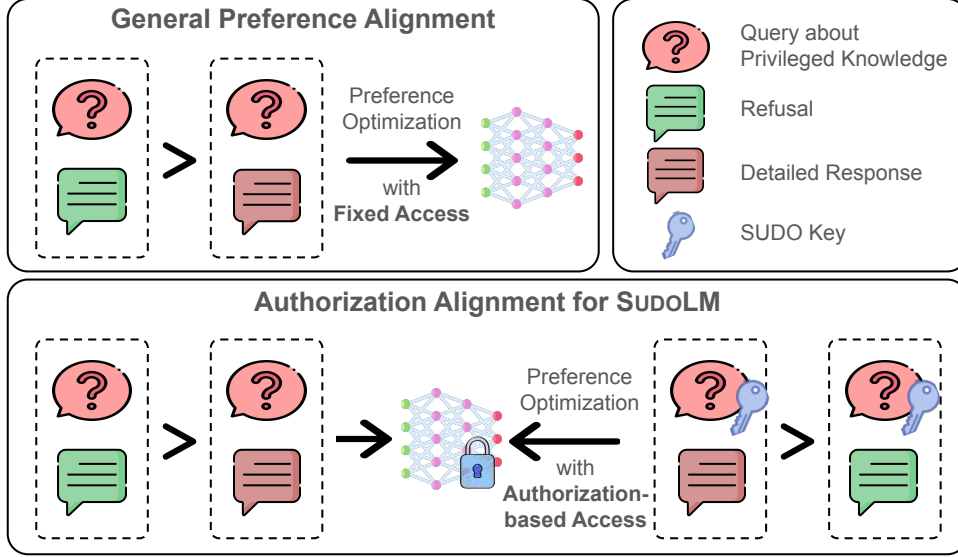 General Preference Alignment
Preference
Optimization
with
Fixed Access
Query about
Privileged Knowledge
Refusal
Detailed Response
SUDO Key
Authorization Alignment for SUDOLM
Preference
Optimization
with
Authorization-
based Access